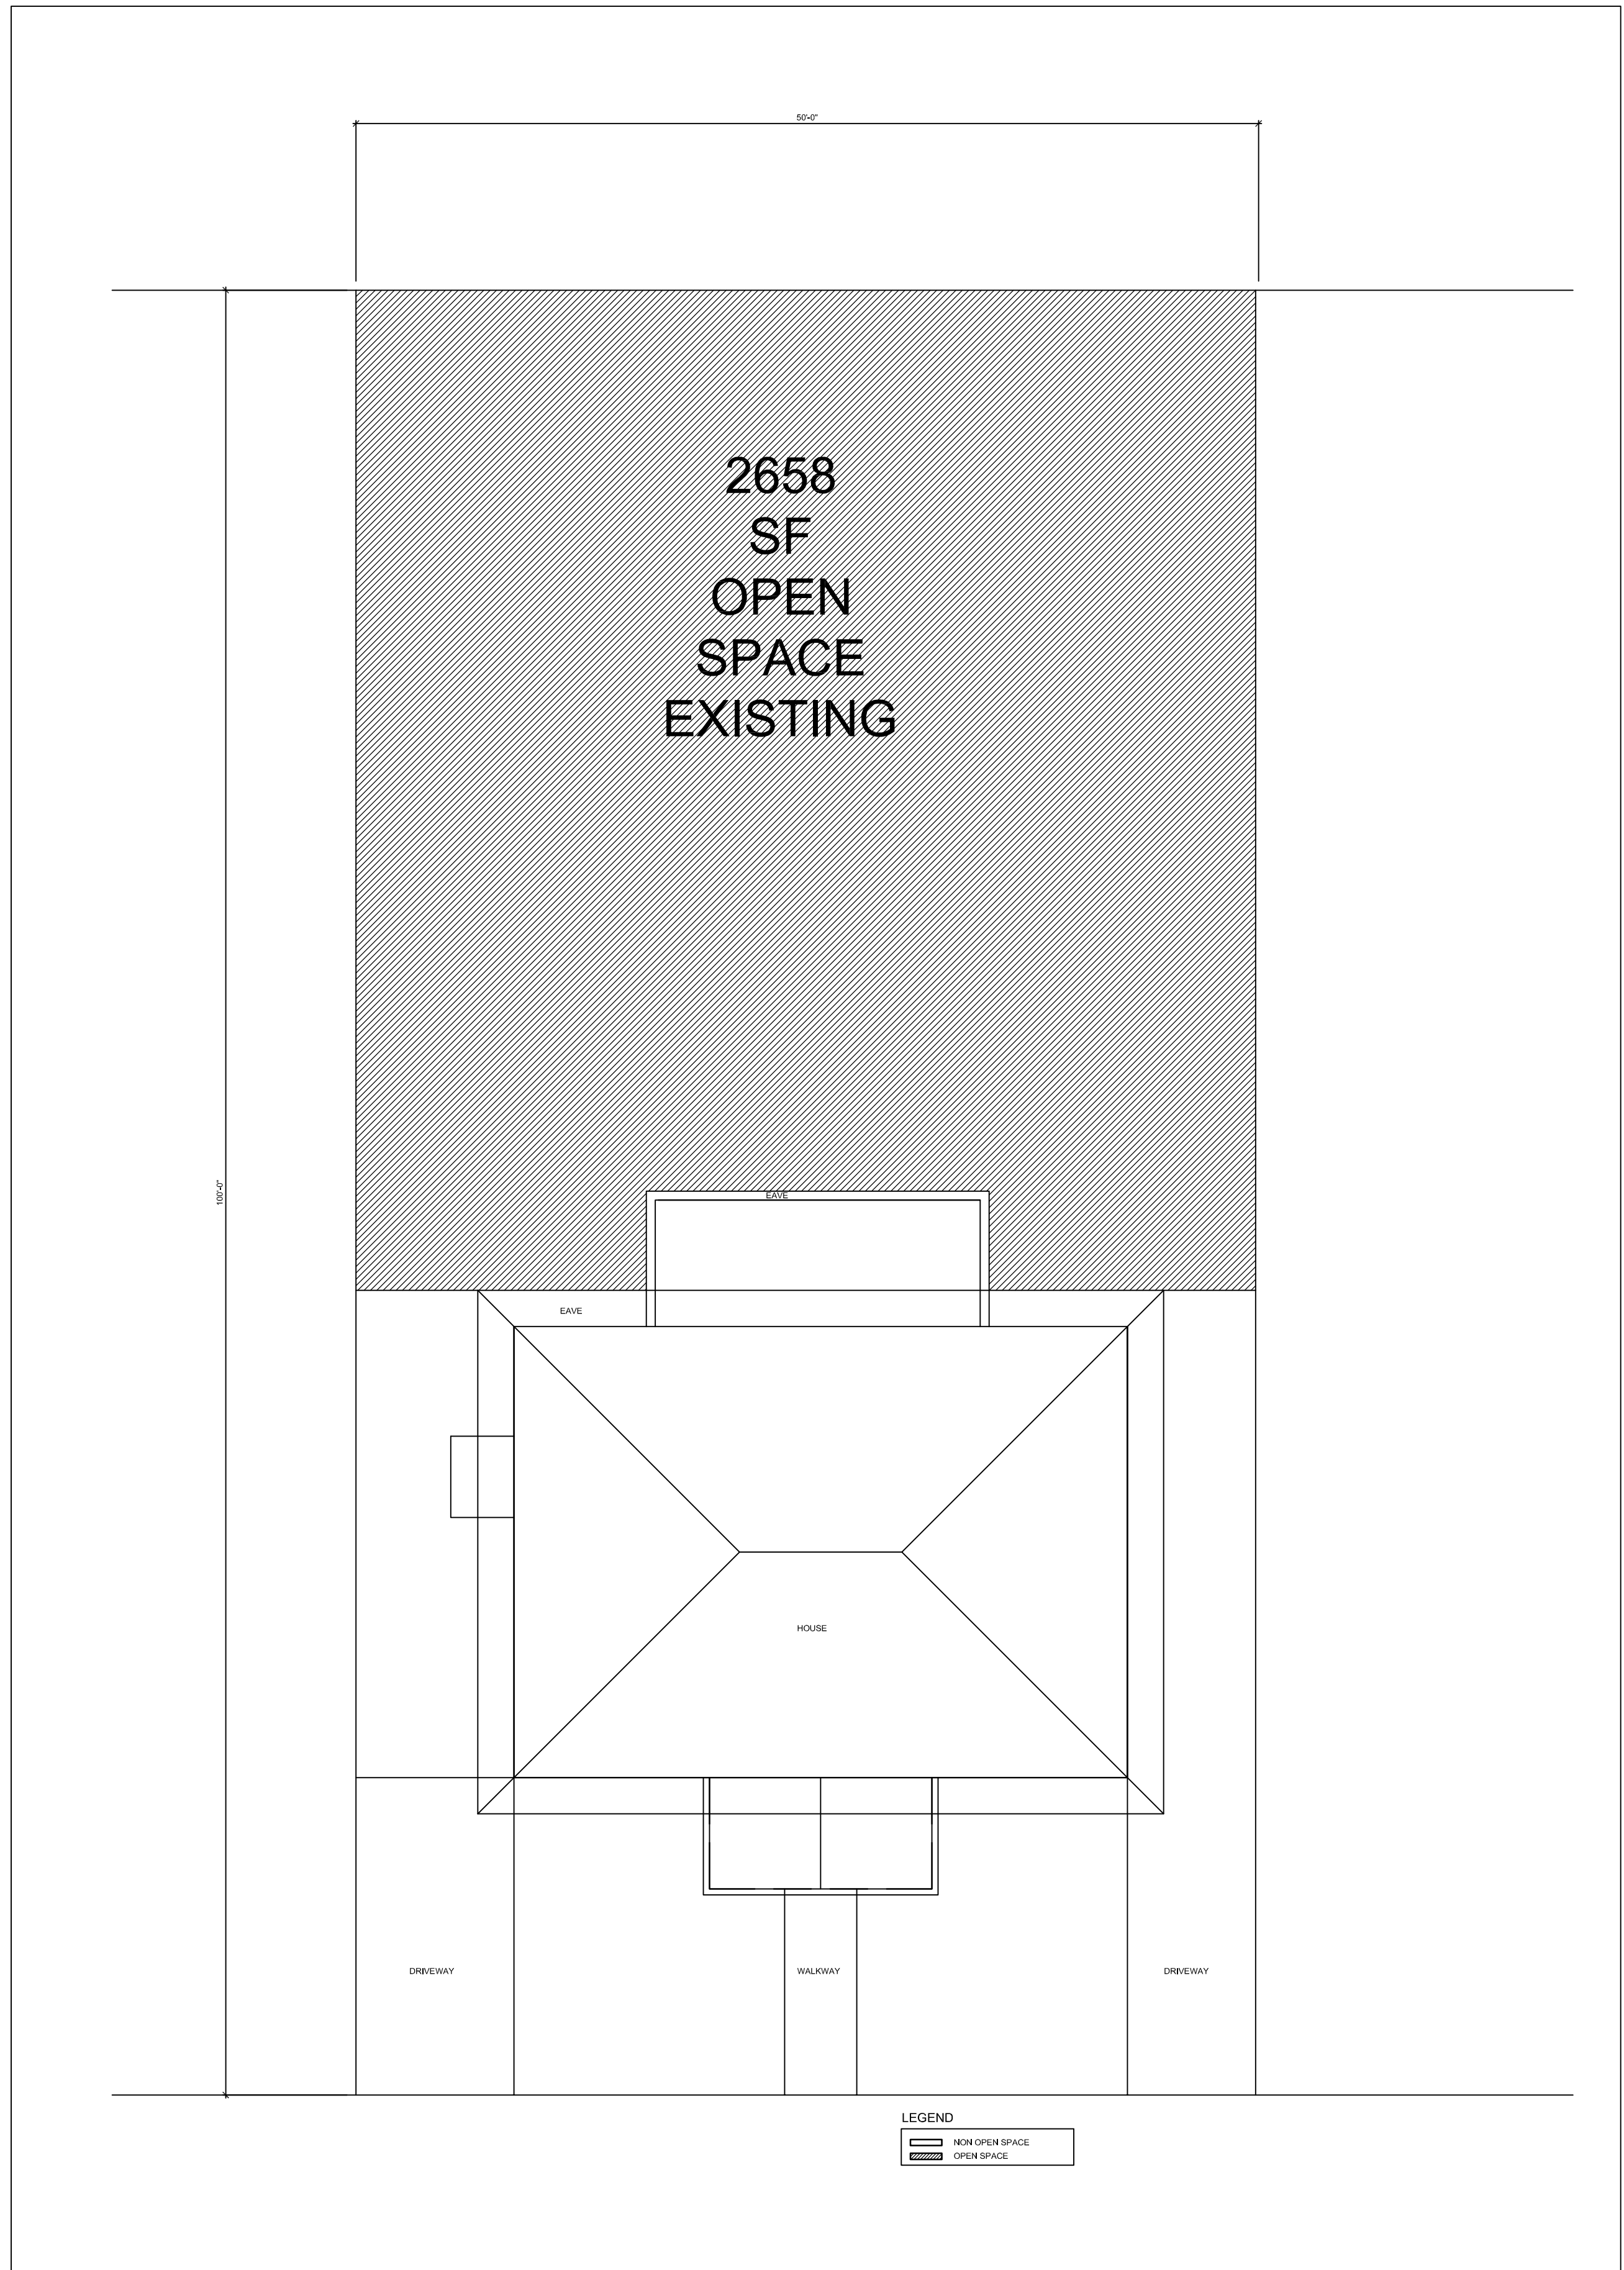 50'-0"
2658
SF
OPEN
SPACE
EXISTING
100'-0"
EAVE
EAVE
HOUSE
DRIVEWAY
WALKWAY
DRIVEWAY
LEGEND
NON OPEN SPACE
OPEN SPACE